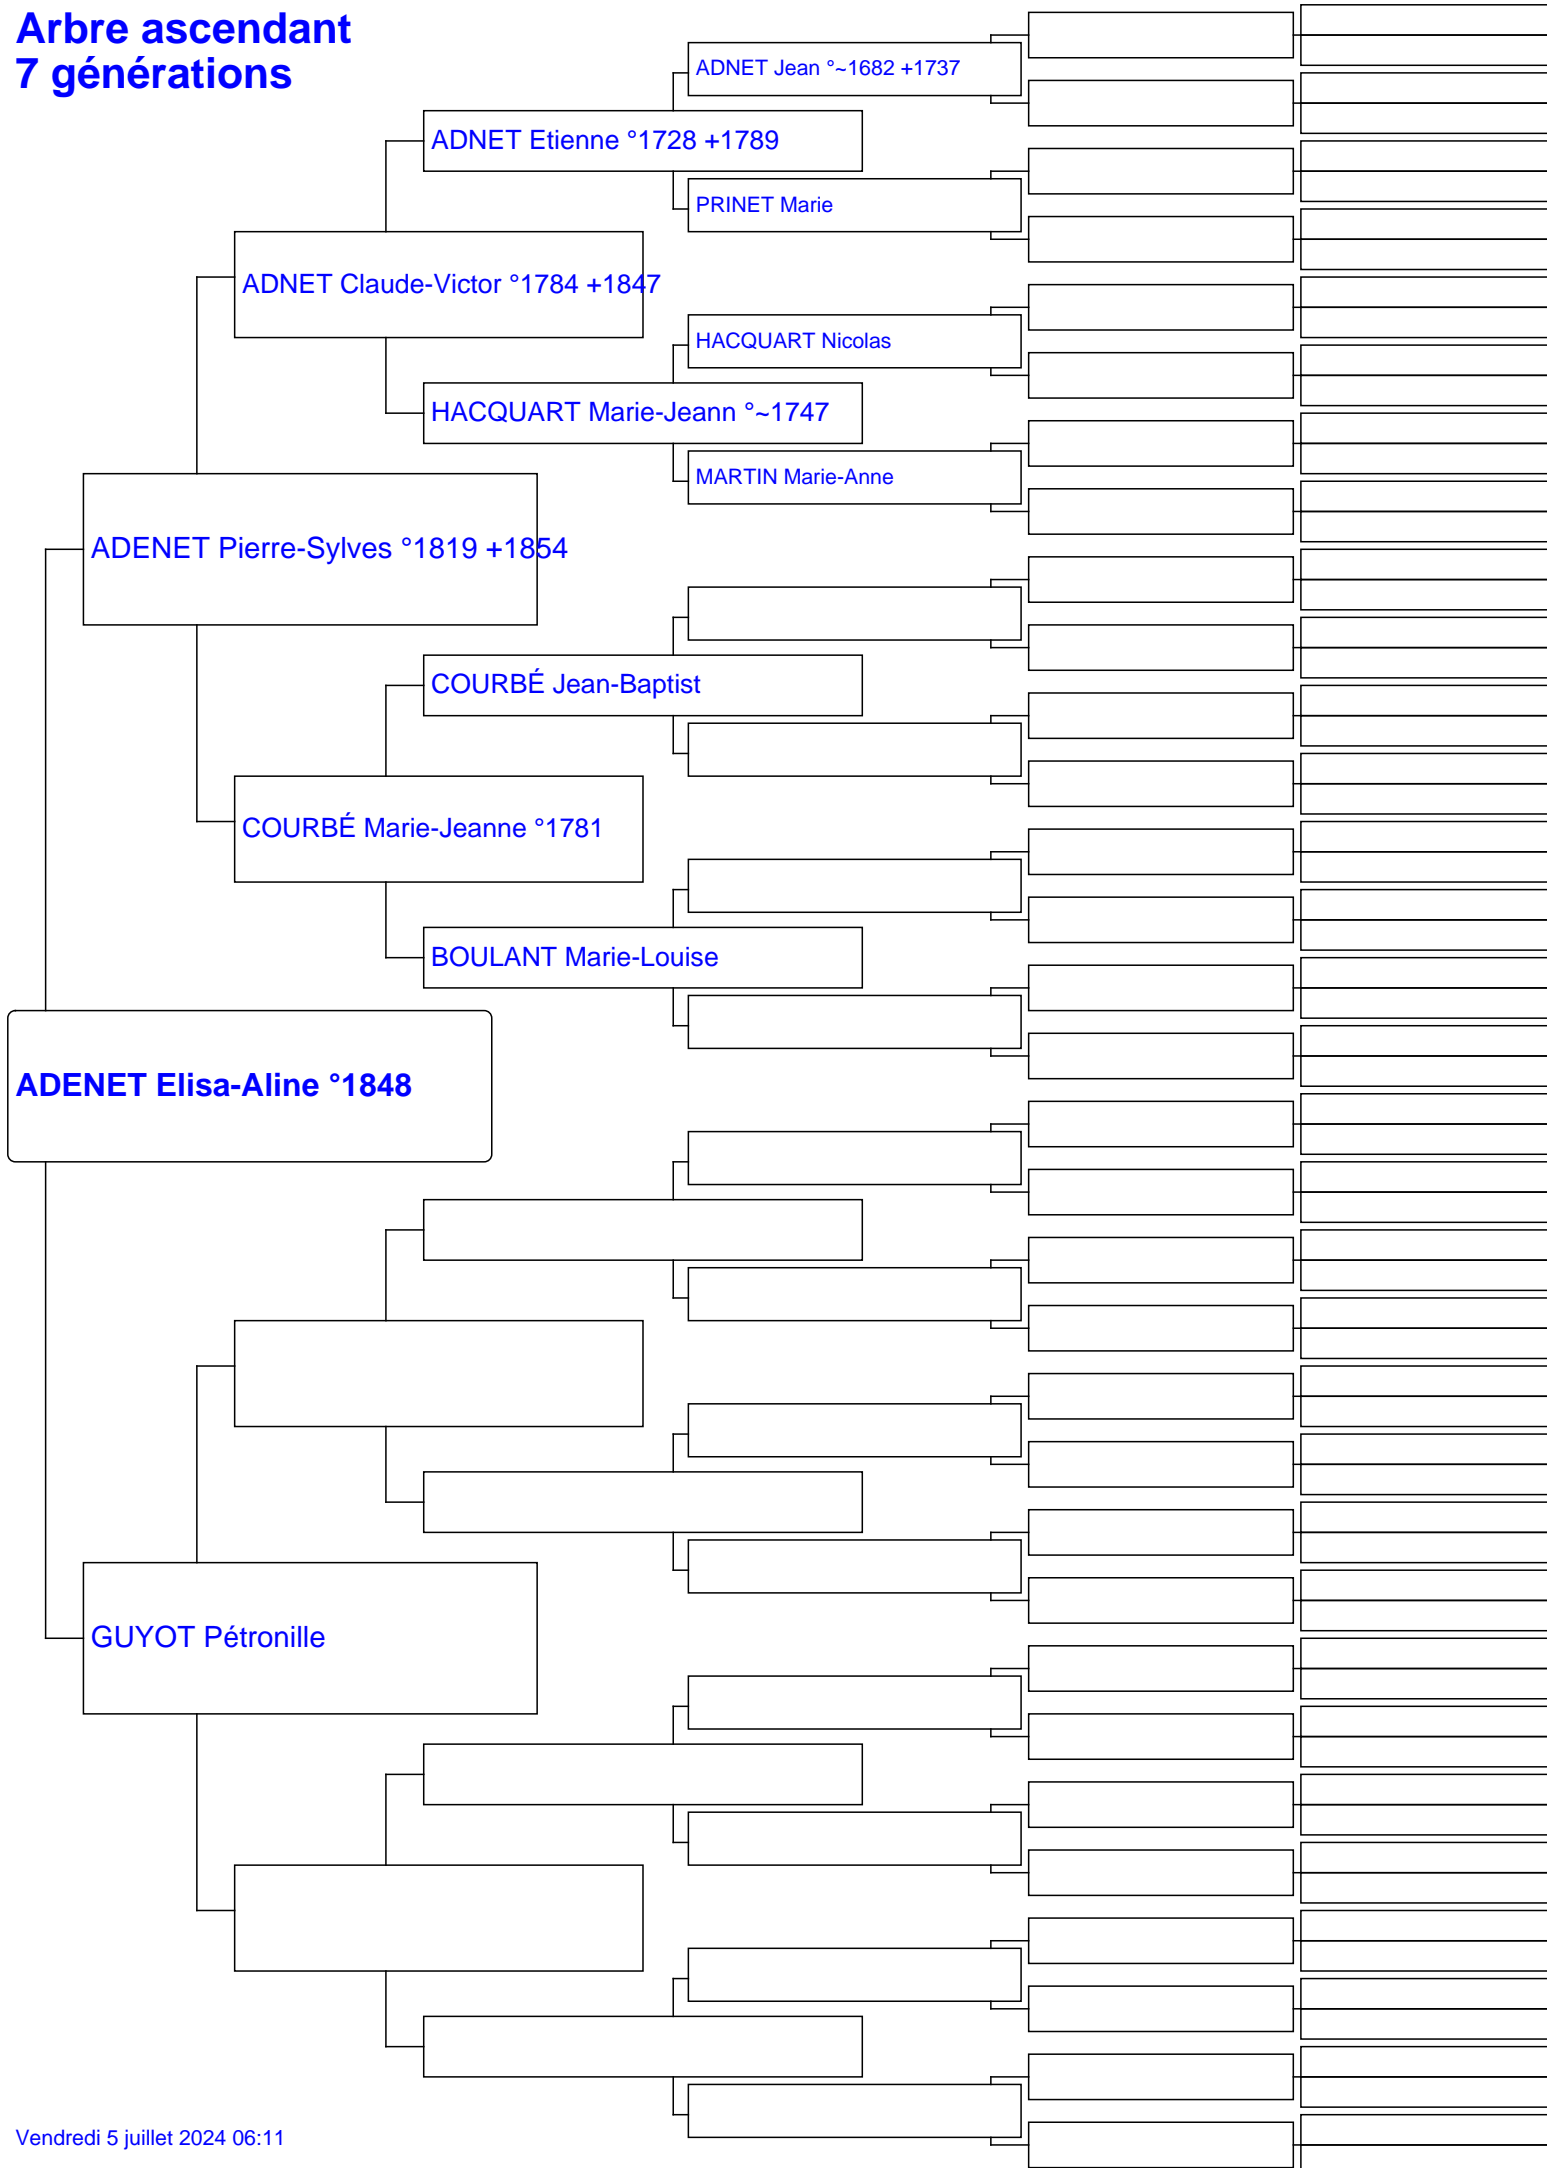 Arbre ascendant
7 générations
ADNET Jean °~1682 +1737
ADNET Etienne °1728 +1789
PRINET Marie
ADNET Claude-Victor °1784 +1847
HACQUART Nicolas
HACQUART Marie-Jeann °~1747
MARTIN Marie-Anne
ADENET Pierre-Sylves °1819 +1854
COURBÉ Jean-Baptist
COURBÉ Marie-Jeanne °1781
BOULANT Marie-Louise
ADENET Elisa-Aline °1848
GUYOT Pétronille
Vendredi 5 juillet 2024 06:11